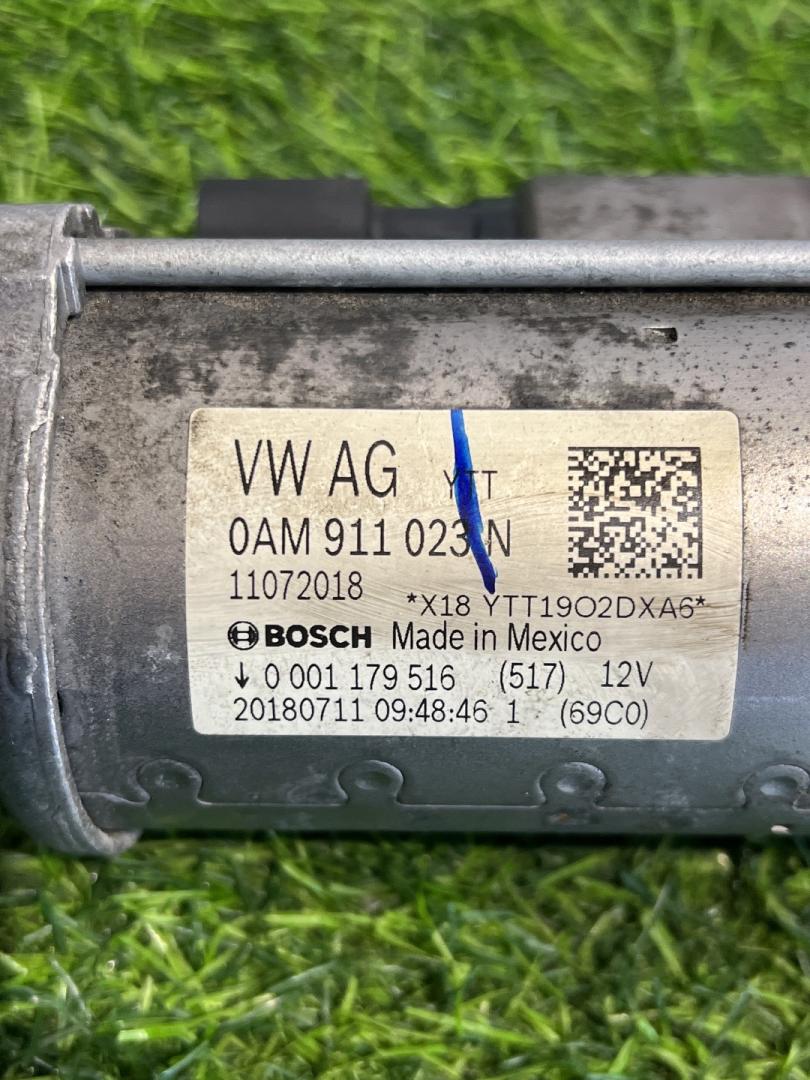 VW AG YTT
0AM 911 023 N
11072018
*X18 YTT19O2DXA6*
BOSCH Made in Mexico
↓ 0 001 179 516 (517) 12V
20180711 09:48:46 1 (69C0)